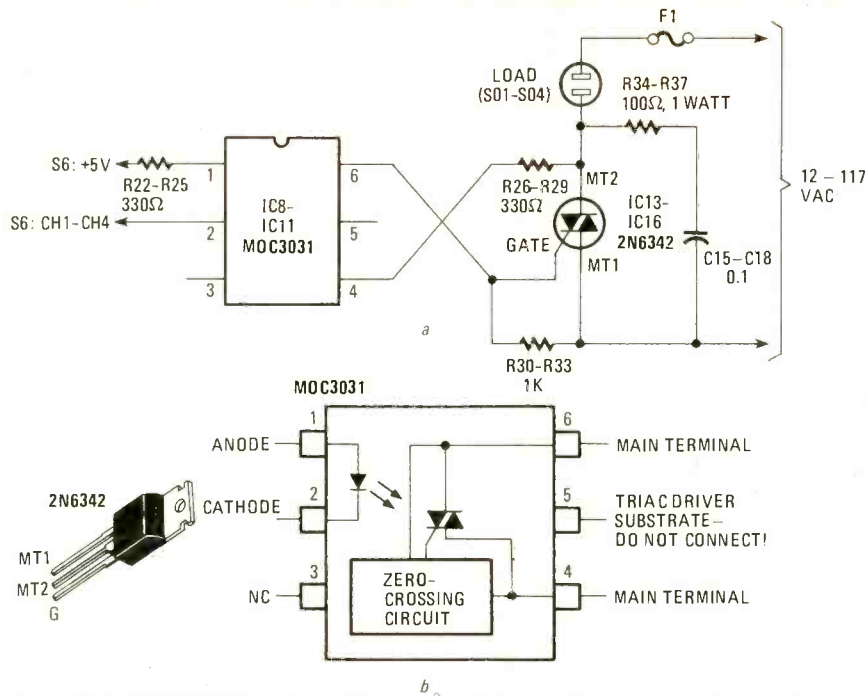 F1
LOAD
(S01-S04)
R34-R37
100Ω, 1 WATT
S6: +5V
1
6
R22-R25
330Ω
R26-R29
330Ω
MT2
12 – 117
VAC
IC8-
IC11
MOC3031
IC13-
IC16
2N6342
S6: CH1-CH4
2
5
GATE
C15–C18
0.1
MT1
3
4
a
R30-R33
1K
MOC3031
1
6
ANODE
MAIN TERMINAL
2N6342
2
5
CATHODE
TRIAC DRIVER
SUBSTRATE—
DO NOT CONNECT!
MT1
MT2
G
3
4
NC
ZERO-
CROSSING
CIRCUIT
MAIN TERMINAL
b